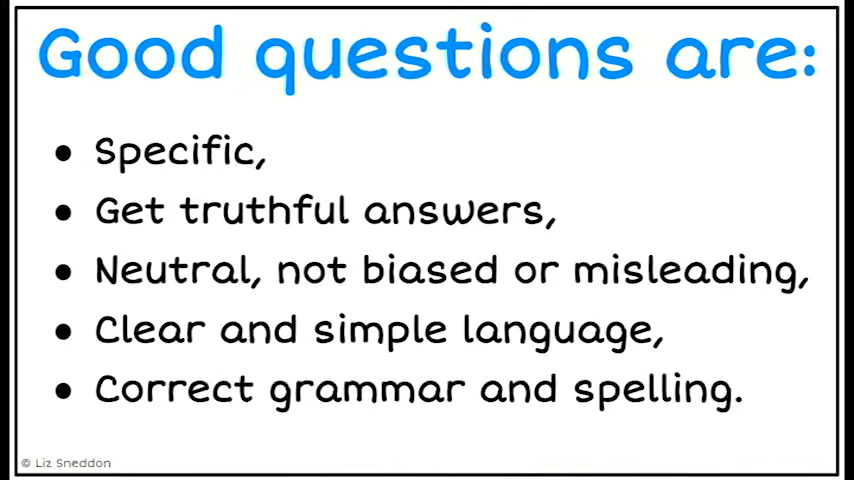 Good questions are:
• Specific,
• Get truthful answers,
• Neutral, not biased or misleading,
• Clear and simple language,
• Correct grammar and spelling.
© Liz Sneddon